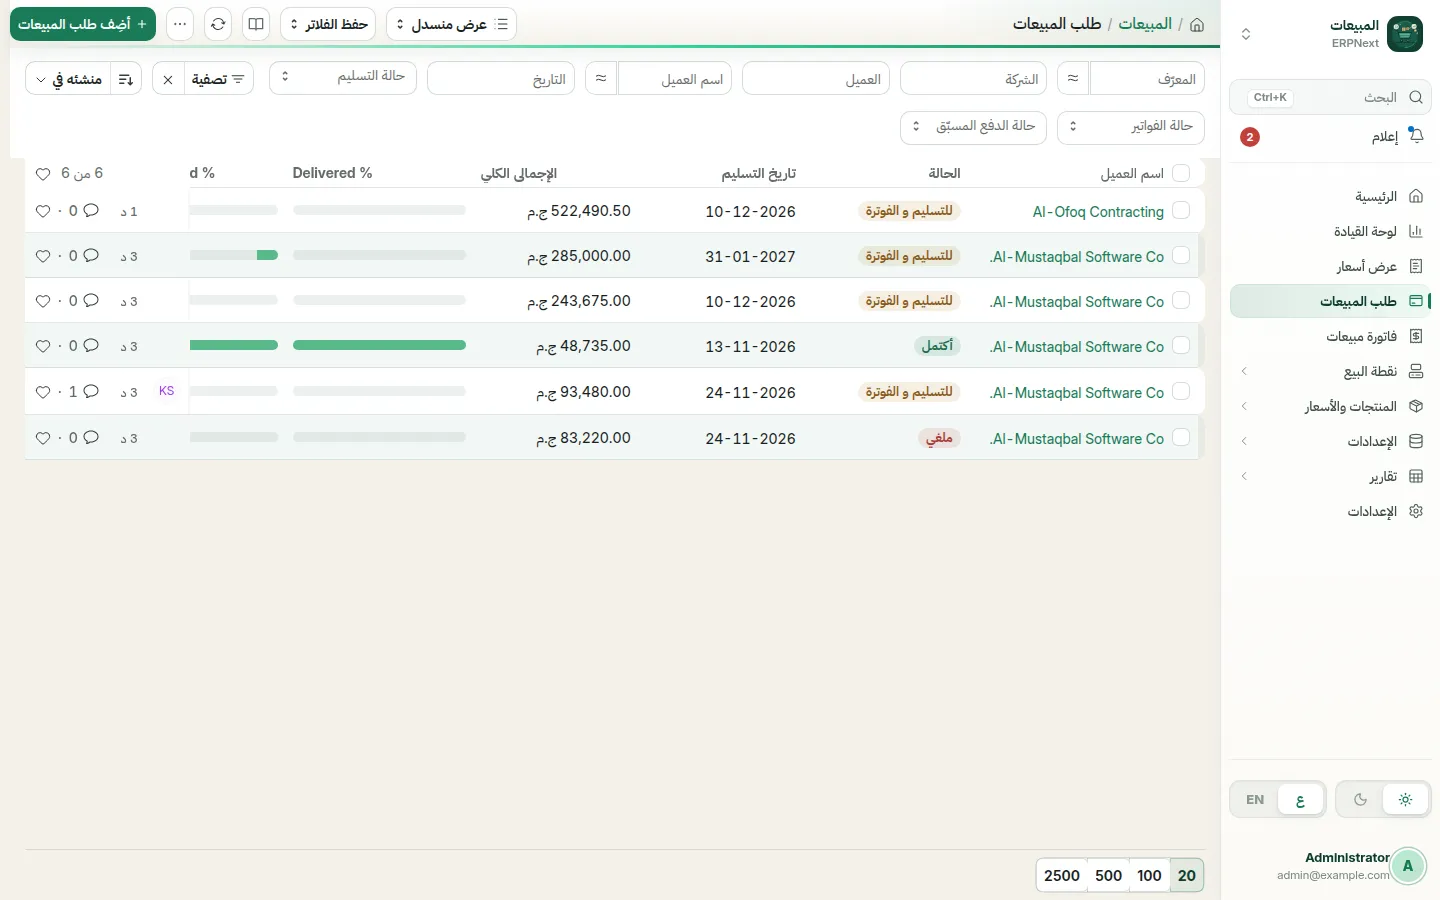 المبيعات
ERPNext
البحث
Ctrl+K
إعلام
2
الرئيسية
لوحة القيادة
عرض أسعار
طلب المبيعات
فاتورة مبيعات
نقطة البيع
المنتجات والأسعار
الإعدادات
تقارير
الإعدادات
ع
EN
Administrator
admin@example.com
A
المبيعات / طلب المبيعات
عرض منسدل
حفظ الفلاتر
أضِف طلب المبيعات
المعرّف
الشركة
العميل
اسم العميل
التاريخ
حالة التسليم
تصفية
منشئه في
حالة الفواتير
حالة الدفع المسبّق
اسم العميل الحالة تاريخ التسليم الإجمالى الكلي Delivered % d % 6 من 6
Al-Ofoq Contracting للتسليم و الفوترة 10-12-2026 522,490.50 ج.م 1 د 0 ·
Al-Mustaqbal Software Co. للتسليم و الفوترة 31-01-2027 285,000.00 ج.م 3 د 0 ·
Al-Mustaqbal Software Co. للتسليم و الفوترة 10-12-2026 243,675.00 ج.م 3 د 0 ·
Al-Mustaqbal Software Co. أكتمل 13-11-2026 48,735.00 ج.م 3 د 0 ·
Al-Mustaqbal Software Co. للتسليم و الفوترة 24-11-2026 93,480.00 ج.م KS 3 د 1 ·
Al-Mustaqbal Software Co. ملغي 24-11-2026 83,220.00 ج.م 3 د 0 ·
20 100 500 2500